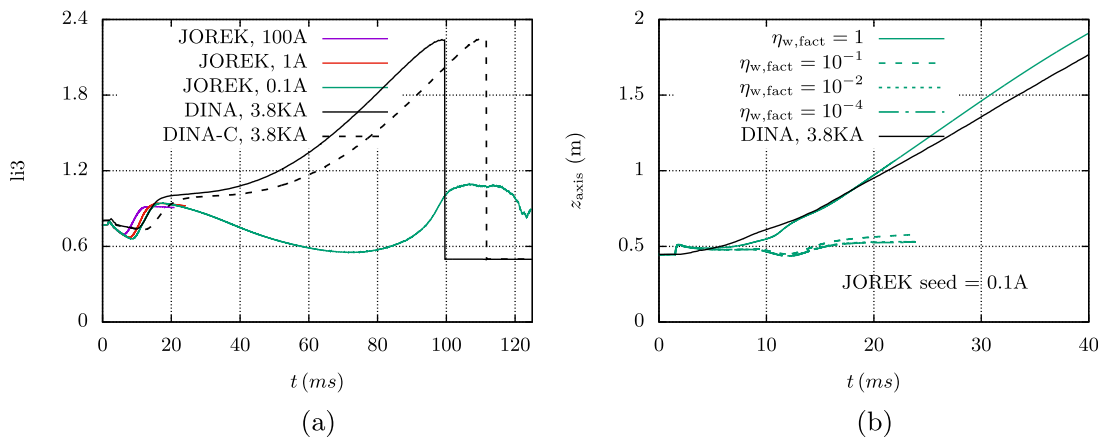 2.4
1.8
1.2
0.6
0
li3
JOREK, 100A
JOREK, 1A
JOREK, 0.1A
DINA, 3.8KA
DINA-C, 3.8KA
0 20 40 60 80 100 120
t (ms)
(a)
2
1.5
1
0.5
0
z_axis (m)
η_w,fact = 1
η_w,fact = 10^−1
η_w,fact = 10^−2
η_w,fact = 10^−4
DINA, 3.8KA
JOREK seed = 0.1A
0 10 20 30 40
t (ms)
(b)